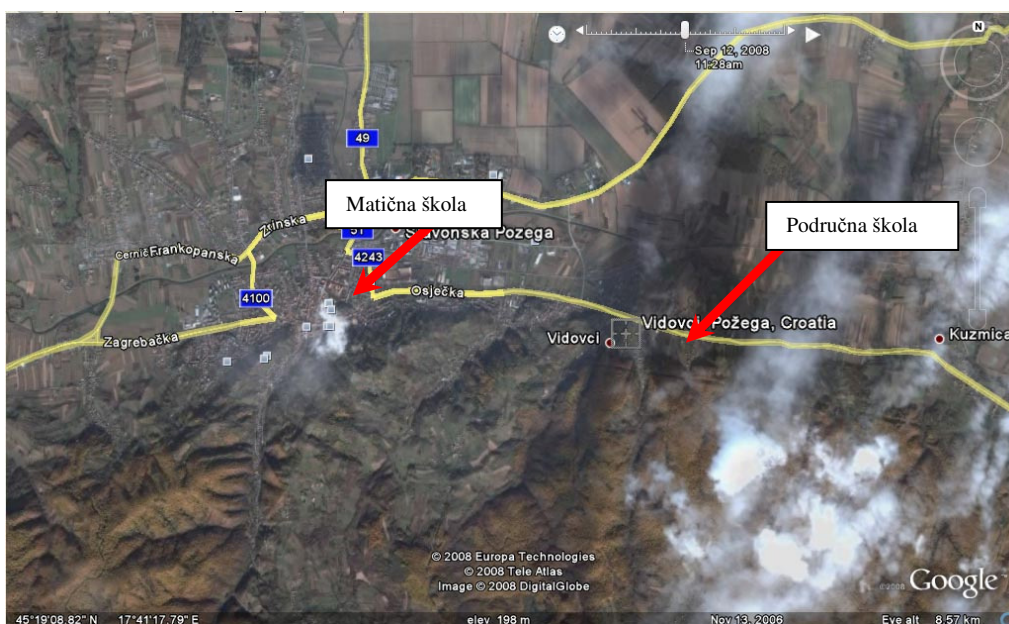 N
Sep 12, 2008
11:28am
49
Matična škola
Zrinska
51
Slavonska Požega
Područna škola
Frankopanska
4243
4100
Osječka
Zagrebačka
Vidovci, Požega, Croatia
Vidovci
Kuzmica
© 2008 Europa Technologies
© 2008 Tele Atlas
Image © 2008 DigitalGlobe
©2008 Google
45°19'08.82" N 17°41'17.79" E elev 198 m Nov 13, 2006 Eye alt 8.57 km